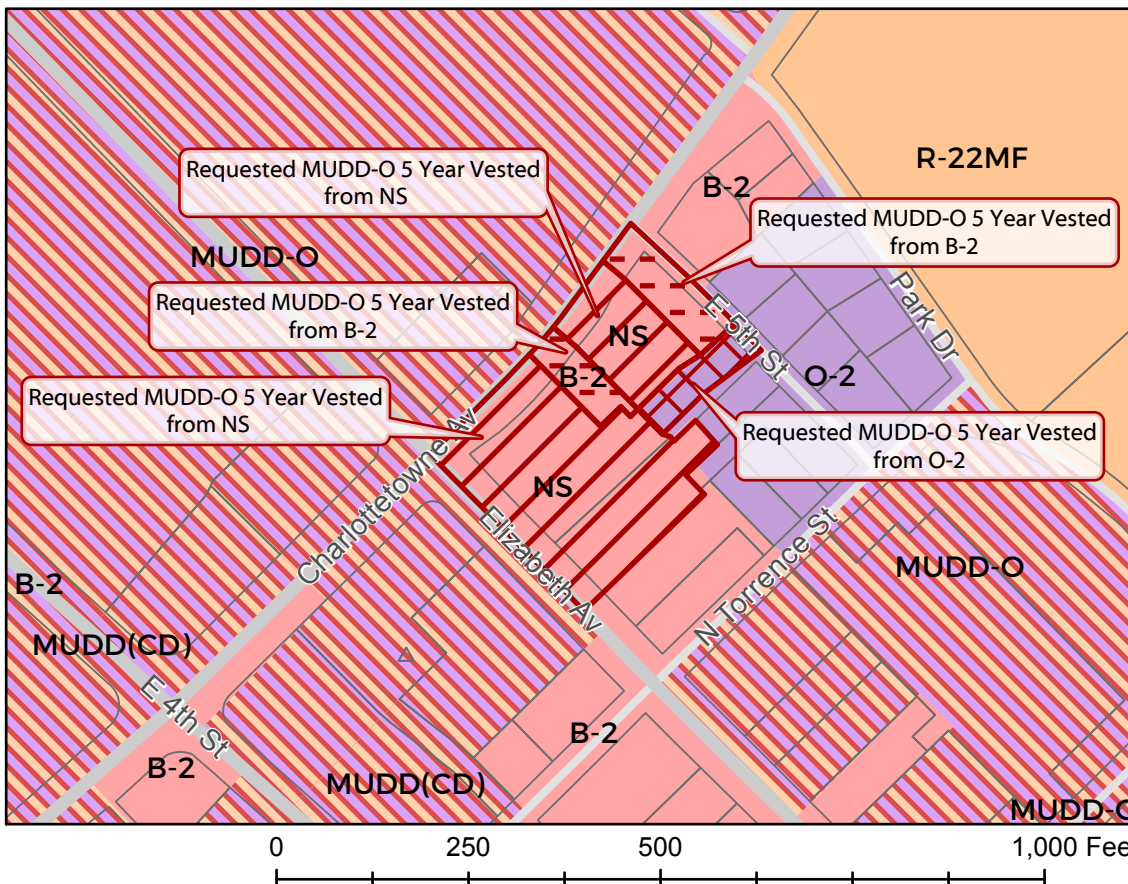 R-22MF
B-2
Requested MUDD-O 5 Year Vested
from NS
Requested MUDD-O 5 Year Vested
from B-2
MUDD-O
Park Dr
Requested MUDD-O 5 Year Vested
from B-2
E 5th St
NS
B-2
O-2
Requested MUDD-O 5 Year Vested
from NS
Requested MUDD-O 5 Year Vested
from O-2
Charlottetowne Av
NS
Elizabeth Av
N Torrence St
MUDD-O
B-2
MUDD(CD)
E 4th St
B-2
B-2
MUDD(CD)
MUDD-O
0 250 500 1,000 Fee